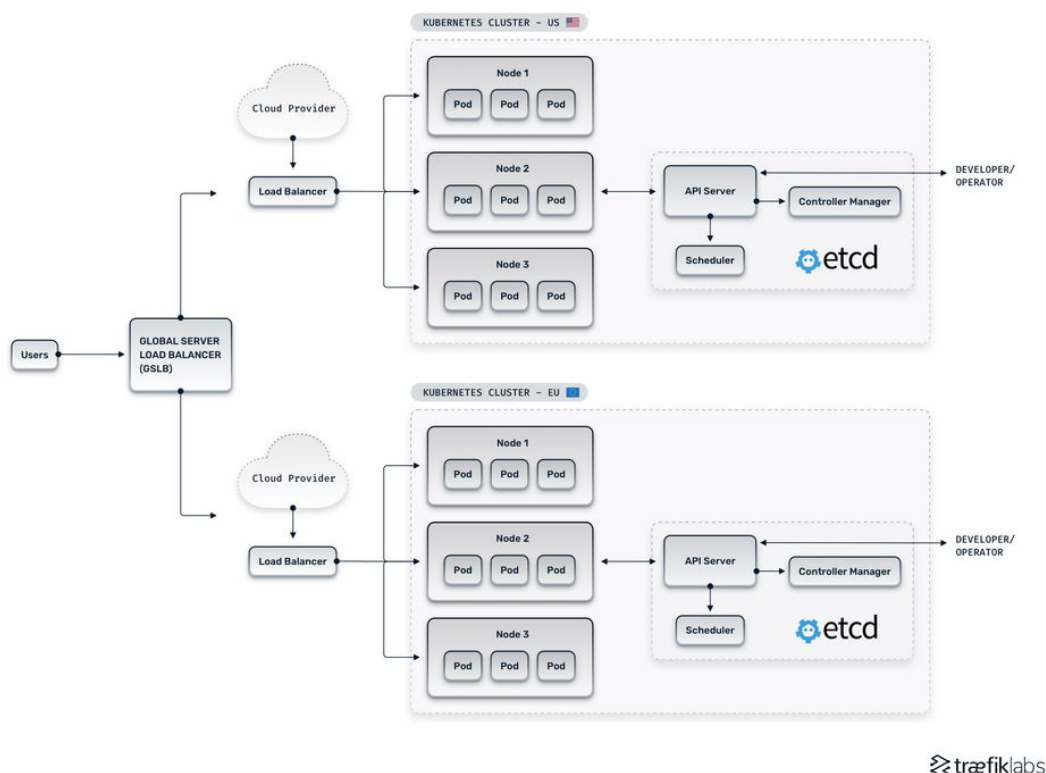 KUBERNETES CLUSTER - US
Cloud Provider
Load Balancer
Node 1
Pod Pod Pod
Node 2
Pod Pod Pod
Node 3
Pod Pod Pod
API Server
Controller Manager
Scheduler
etcd
DEVELOPER/
OPERATOR
Users
GLOBAL SERVER
LOAD BALANCER
(GSLB)
KUBERNETES CLUSTER - EU
Cloud Provider
Load Balancer
Node 1
Pod Pod Pod
Node 2
Pod Pod Pod
Node 3
Pod Pod Pod
API Server
Controller Manager
Scheduler
etcd
DEVELOPER/
OPERATOR
træfiklabs